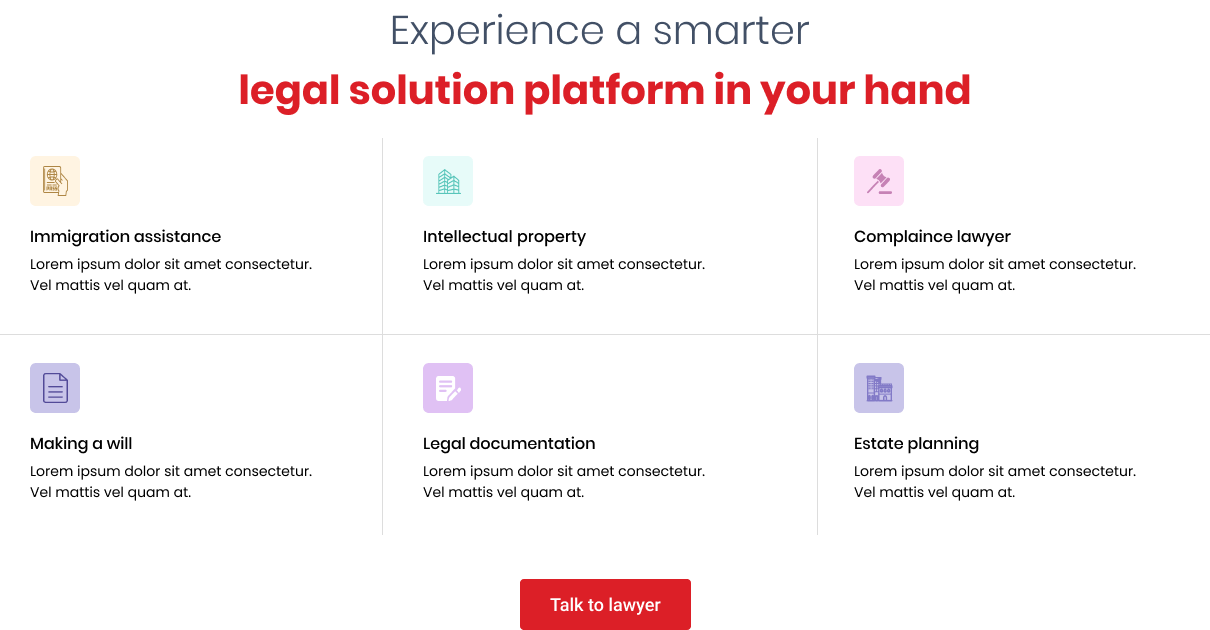 Experience a smarter
legal solution platform in your hand
Immigration assistance
Lorem ipsum dolor sit amet consectetur.
Vel mattis vel quam at.
Intellectual property
Lorem ipsum dolor sit amet consectetur.
Vel mattis vel quam at.
Complaince lawyer
Lorem ipsum dolor sit amet consectetur.
Vel mattis vel quam at.
Making a will
Lorem ipsum dolor sit amet consectetur.
Vel mattis vel quam at.
Legal documentation
Lorem ipsum dolor sit amet consectetur.
Vel mattis vel quam at.
Estate planning
Lorem ipsum dolor sit amet consectetur.
Vel mattis vel quam at.
Talk to lawyer